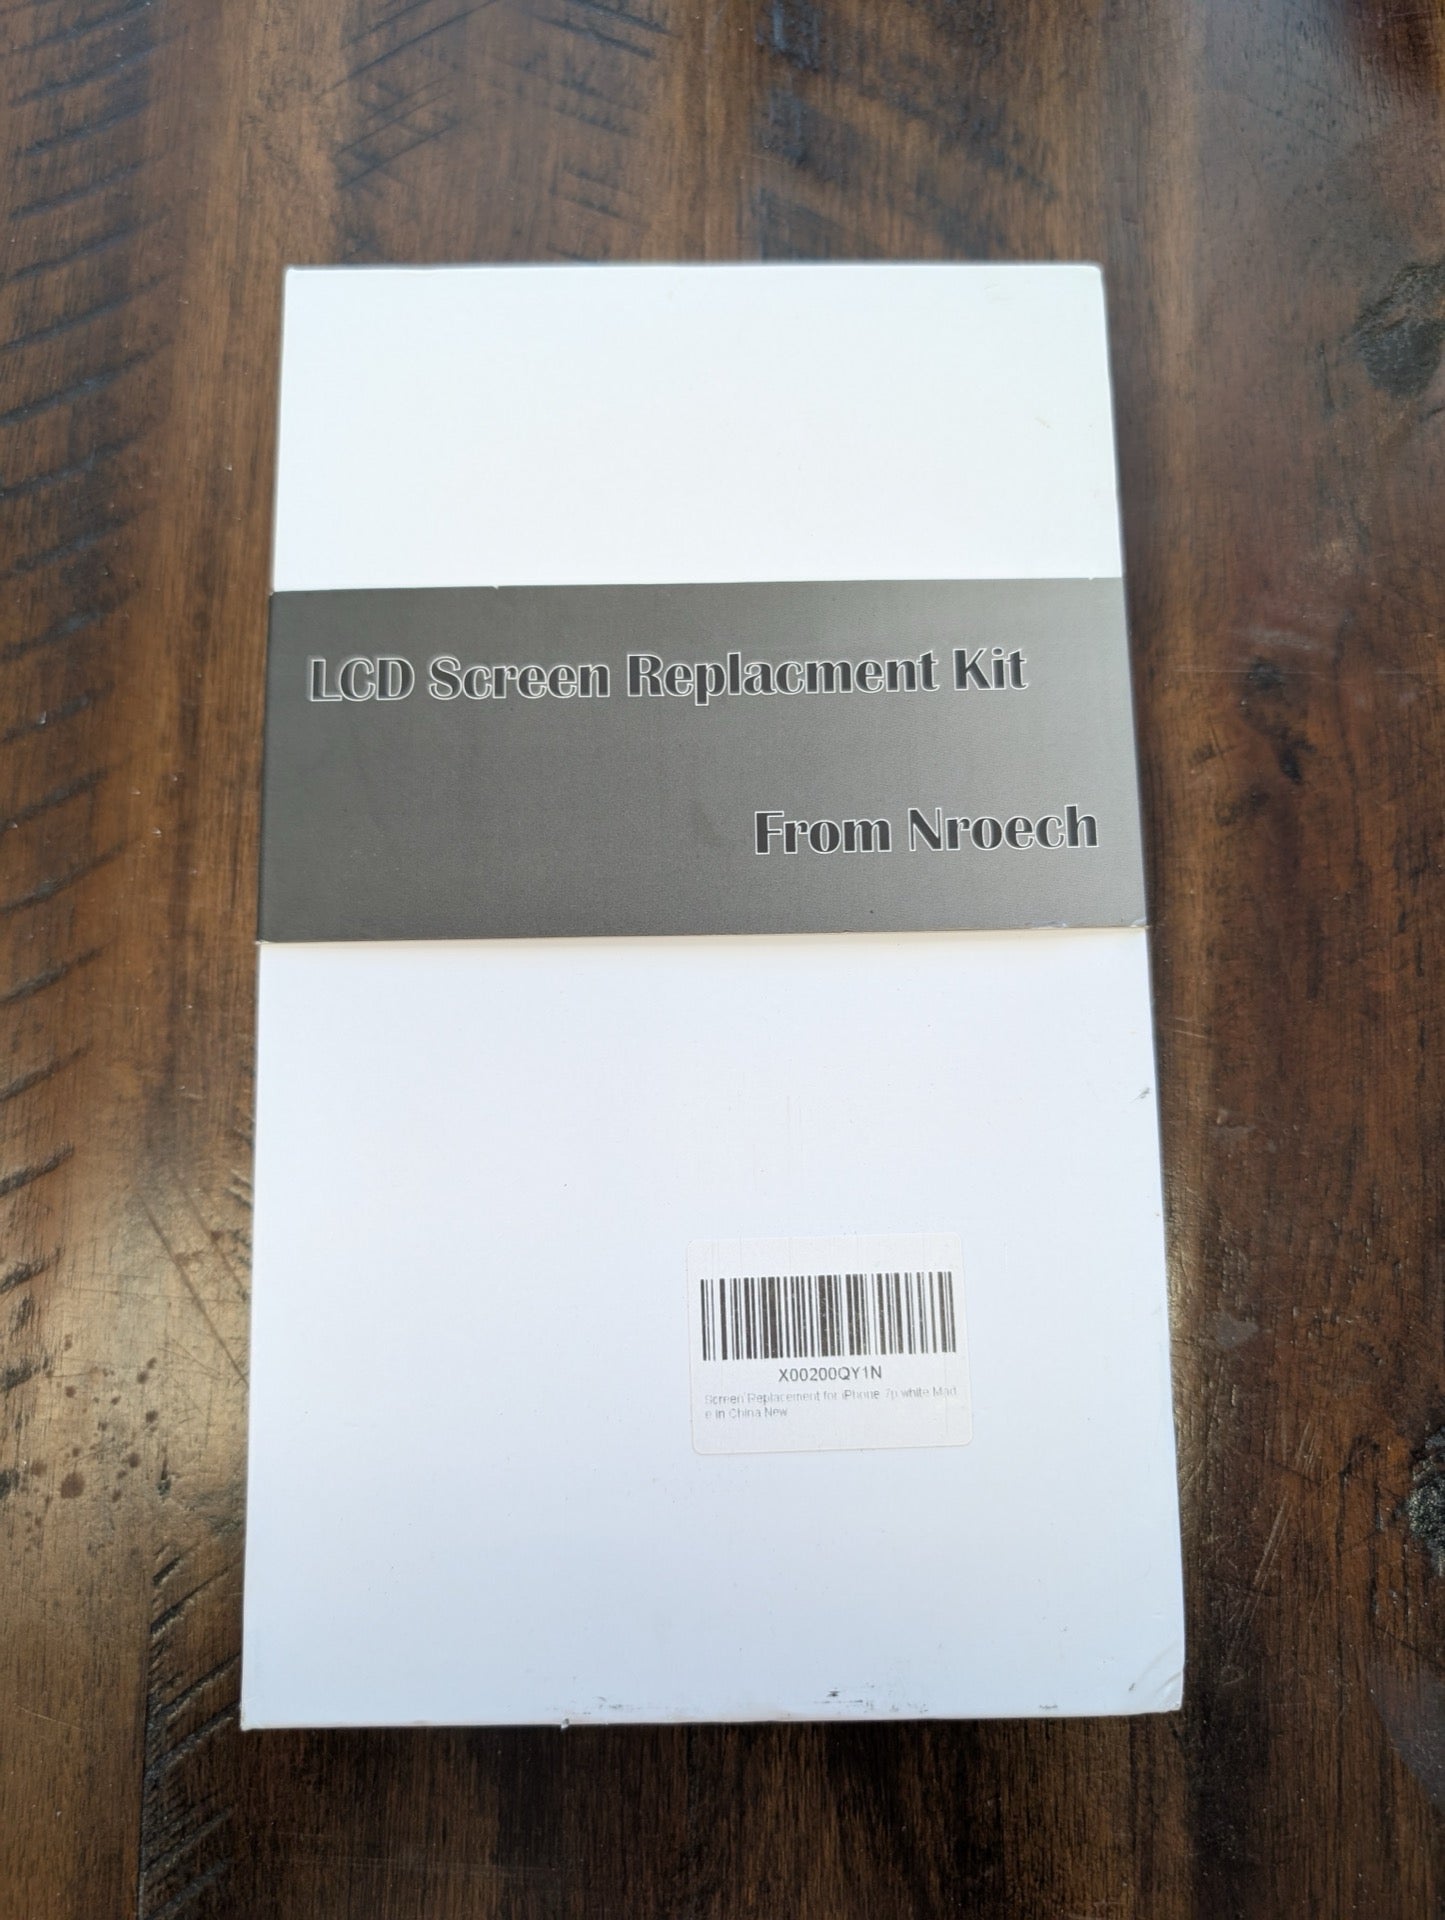 LCD Screen Replacment Kit
From Nroech
X00200QY1N
Screen Replacement for iPhone 7p white Mad
e in China New